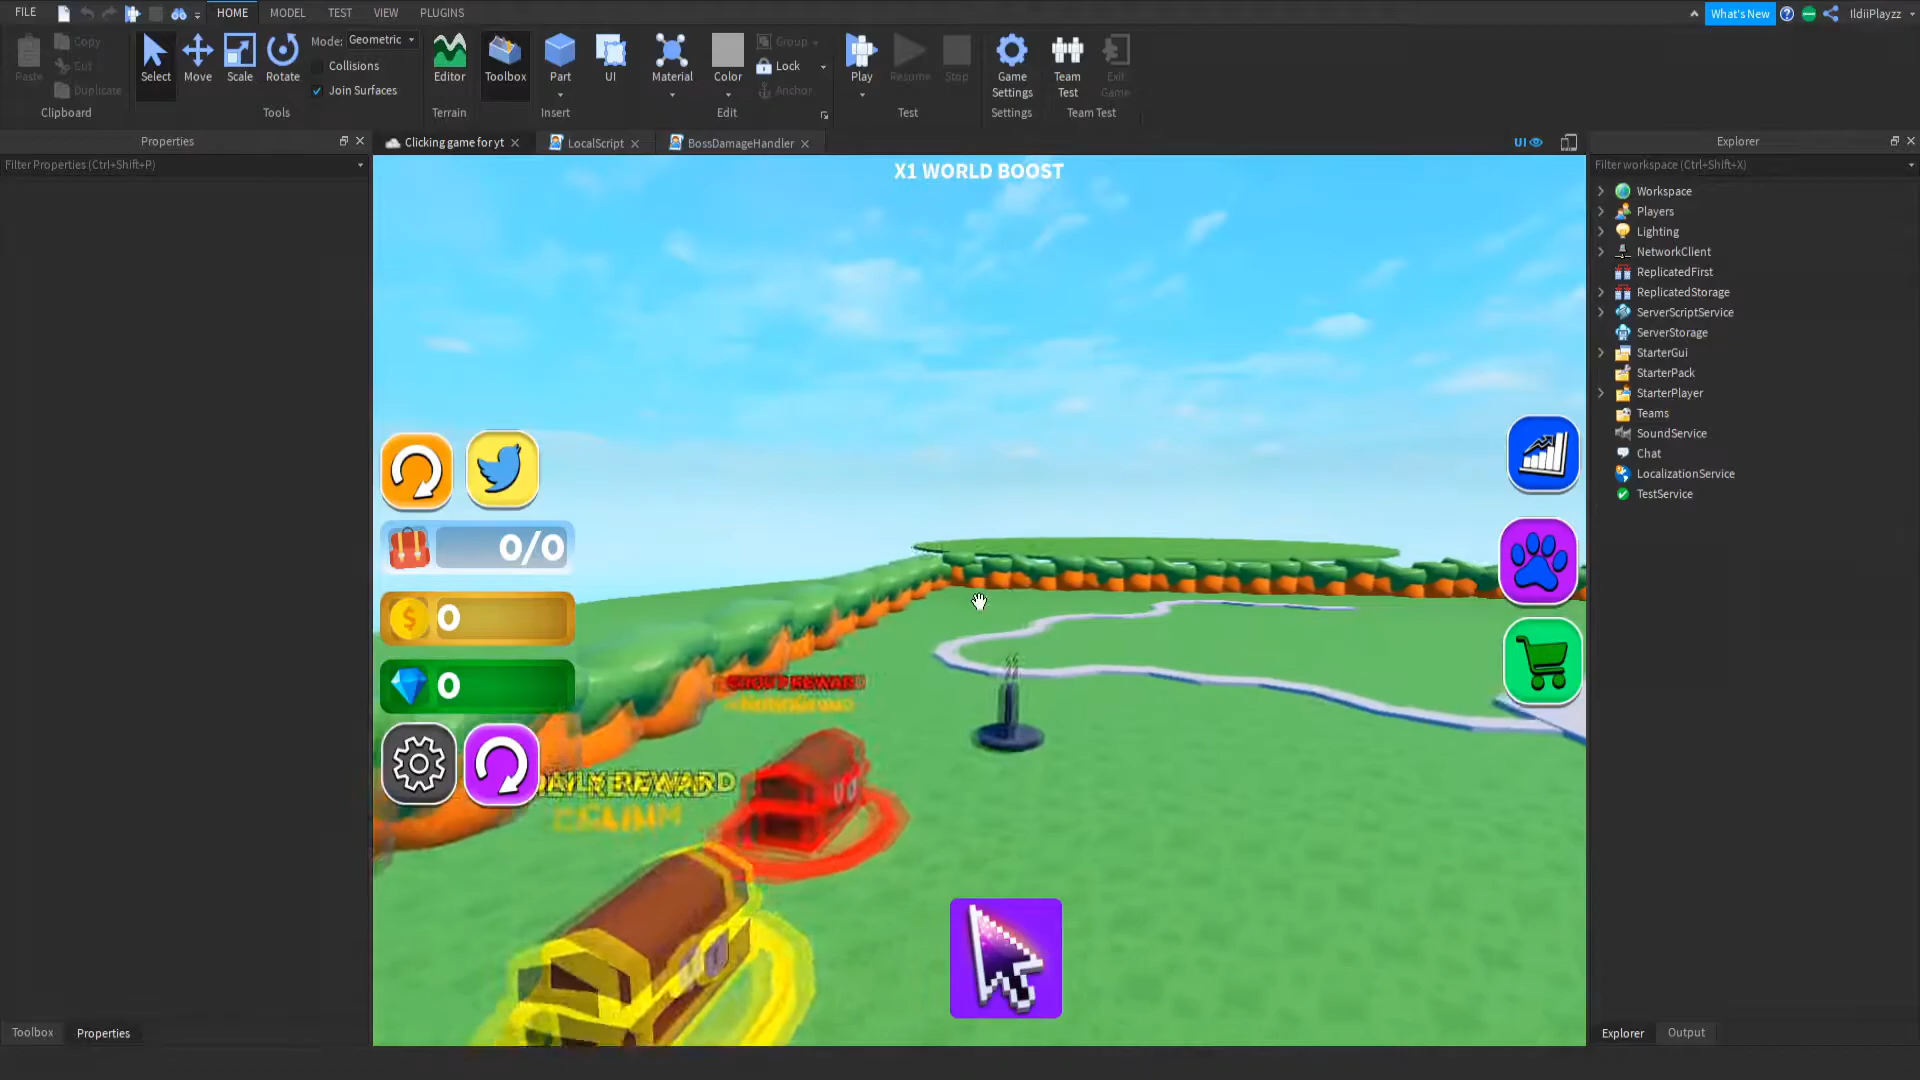 FILE HOME MODEL TEST VIEW PLUGINS What's New IldiiPlayzz
Copy
Cut
Duplicate
Paste
Clipboard
Select Move Scale Rotate
Mode: Geometric
Collisions
Join Surfaces
Tools
Editor
Terrain
Toolbox Part UI
Insert
Material Color
Group
Lock
Anchor
Edit
Play Resume Stop
Test
Game
Settings
Settings
Team
Test
Exit
Game
Team Test
Properties
Filter Properties (Ctrl+Shift+P)
Clicking game for yt LocalScript BossDamageHandler UI
Explorer
Filter workspace (Ctrl+Shift+X)
X1 WORLD BOOST
0/0
0
0
DAILY REWARD
CLAIM
REWARD
Workspace
Players
Lighting
NetworkClient
ReplicatedFirst
ReplicatedStorage
ServerScriptService
ServerStorage
StarterGui
StarterPack
StarterPlayer
Teams
SoundService
Chat
LocalizationService
TestService
Toolbox Properties
Explorer Output